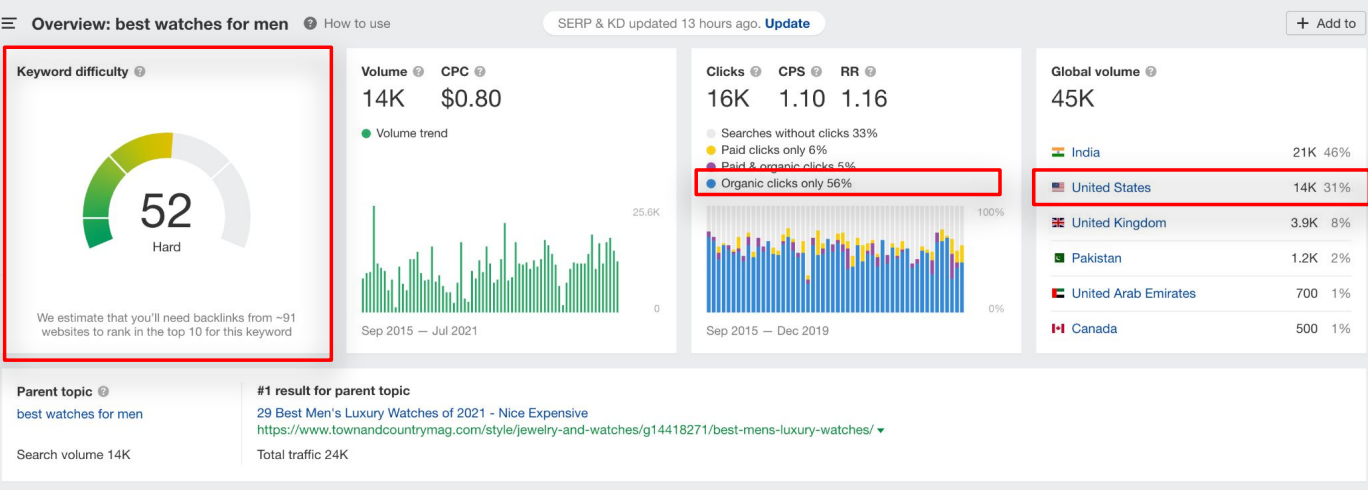 Overview: best watches for men ? How to use
SERP & KD updated 13 hours ago. Update
+ Add to
Keyword difficulty ?
52
Hard
We estimate that you'll need backlinks from ~91
websites to rank in the top 10 for this keyword
Volume ? CPC ?
14K $0.80
Volume trend
25.6K
0
Sep 2015 — Jul 2021
Clicks ? CPS ? RR ?
16K 1.10 1.16
Searches without clicks 33%
Paid clicks only 6%
Paid & organic clicks 5%
Organic clicks only 56%
100%
0%
Sep 2015 — Dec 2019
Global volume ?
45K
India 21K 46%
United States 14K 31%
United Kingdom 3.9K 8%
Pakistan 1.2K 2%
United Arab Emirates 700 1%
Canada 500 1%
Parent topic ?
best watches for men
Search volume 14K
#1 result for parent topic
29 Best Men's Luxury Watches of 2021 - Nice Expensive
https://www.townandcountrymag.com/style/jewelry-and-watches/g14418271/best-mens-luxury-watches/
Total traffic 24K